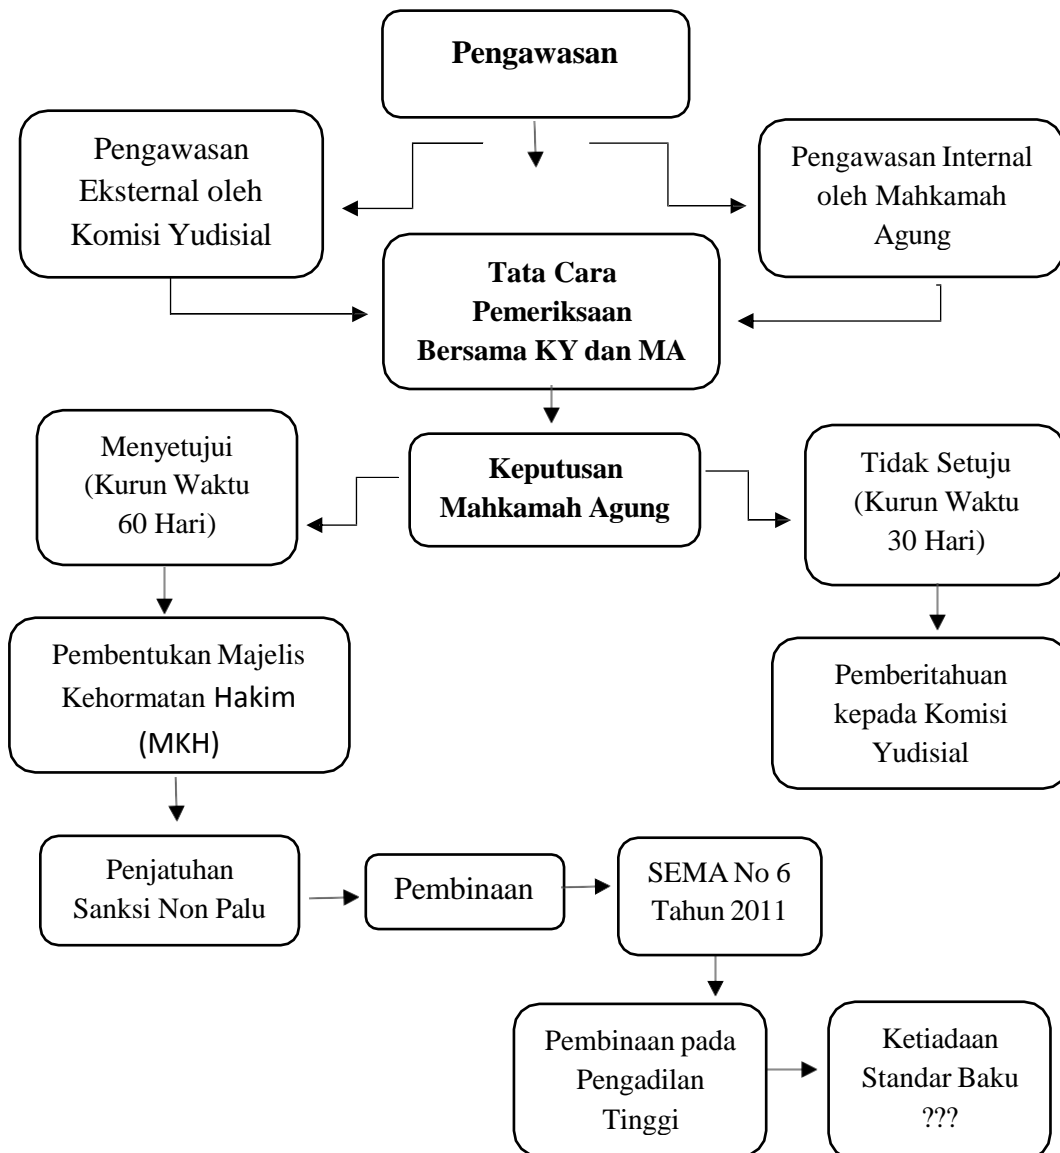 Pengawasan
Pengawasan
Eksternal oleh
Komisi Yudisial
Pengawasan Internal
oleh Mahkamah
Agung
Tata Cara
Pemeriksaan
Bersama KY dan MA
Menyetujui
(Kurun Waktu
60 Hari)
Keputusan
Mahkamah Agung
Tidak Setuju
(Kurun Waktu
30 Hari)
Pembentukan Majelis
Kehormatan Hakim
(MKH)
Pemberitahuan
kepada Komisi
Yudisial
Penjatuhan
Sanksi Non Palu
Pembinaan
SEMA No 6
Tahun 2011
Pembinaan pada
Pengadilan
Tinggi
Ketiadaan
Standar Baku
???